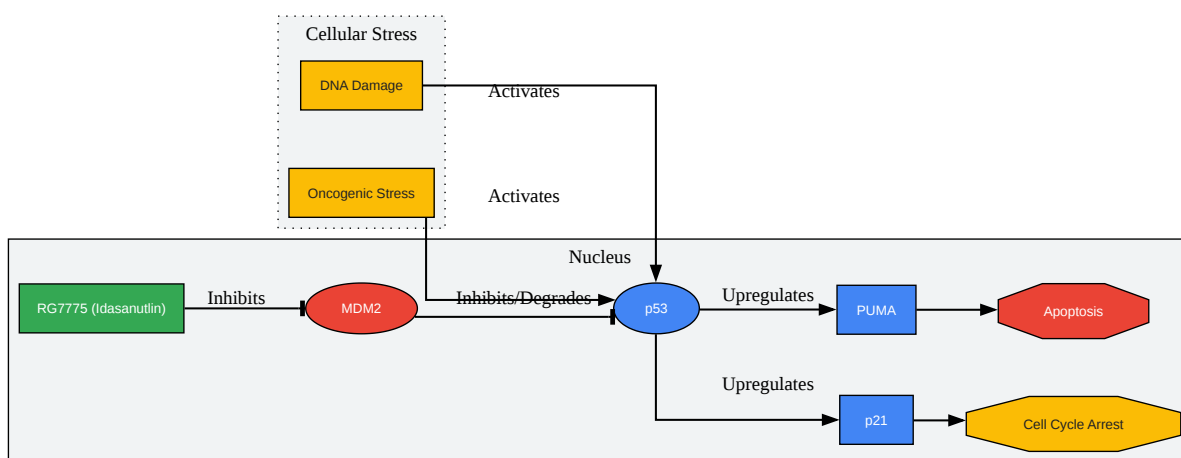 Cellular Stress
DNA Damage
Activates
Oncogenic Stress
Activates
Nucleus
RG7775 (Idasanutlin)
Inhibits
MDM2
Inhibits/Degrades
p53
Upregulates
PUMA
Apoptosis
Upregulates
p21
Cell Cycle Arrest